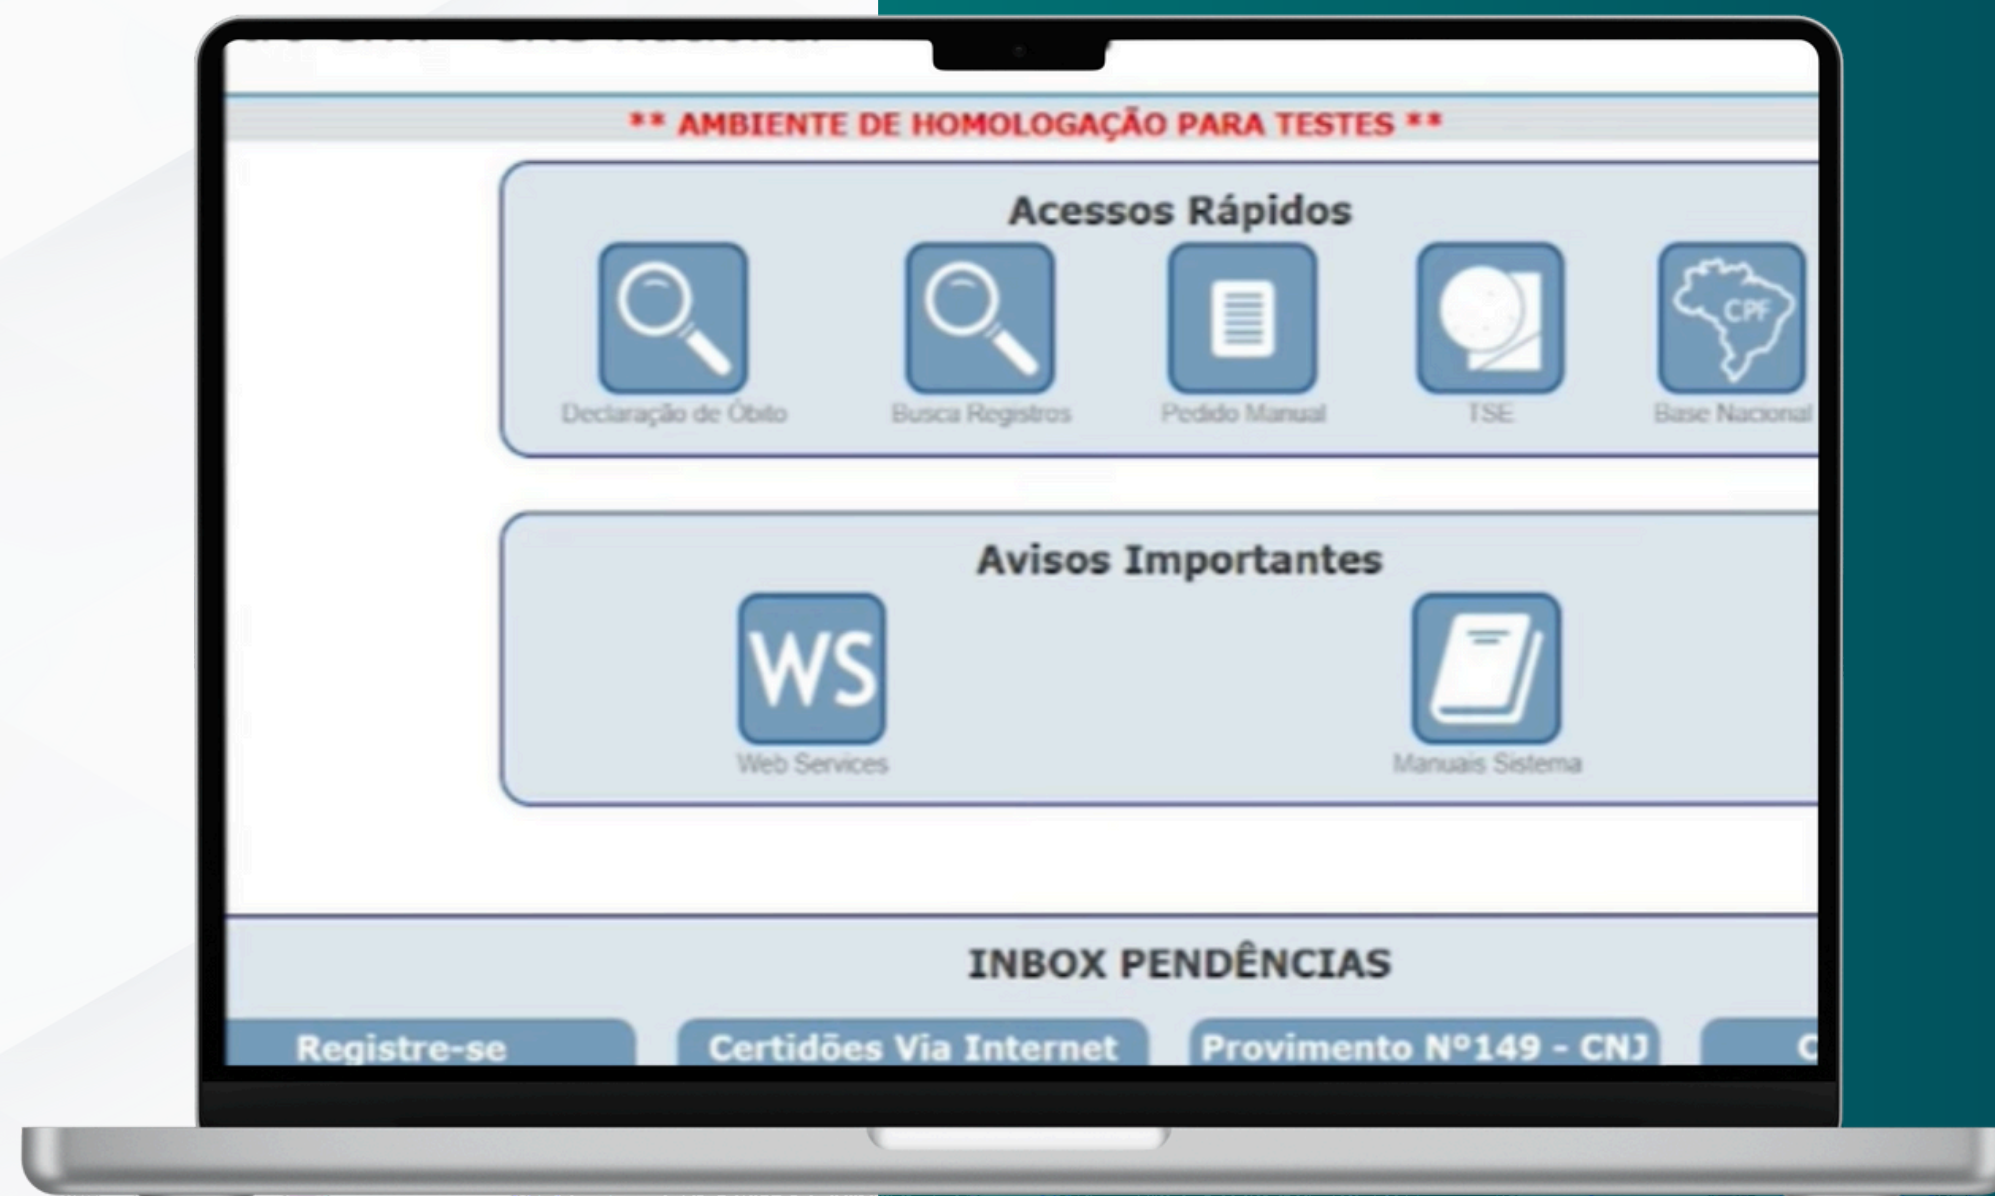 ** AMBIENTE DE HOMOLOGAÇÃO PARA TESTES **
Acessos Rápidos
CPF
Declaração de Óbito
Busca Registros
Pedido Manual
TSE
Base Nacional
Avisos Importantes
WS
Web Services
Manuais Sistema
INBOX PENDÊNCIAS
Registre-se
Certidões Via Internet
Provimento Nº149 - CNJ